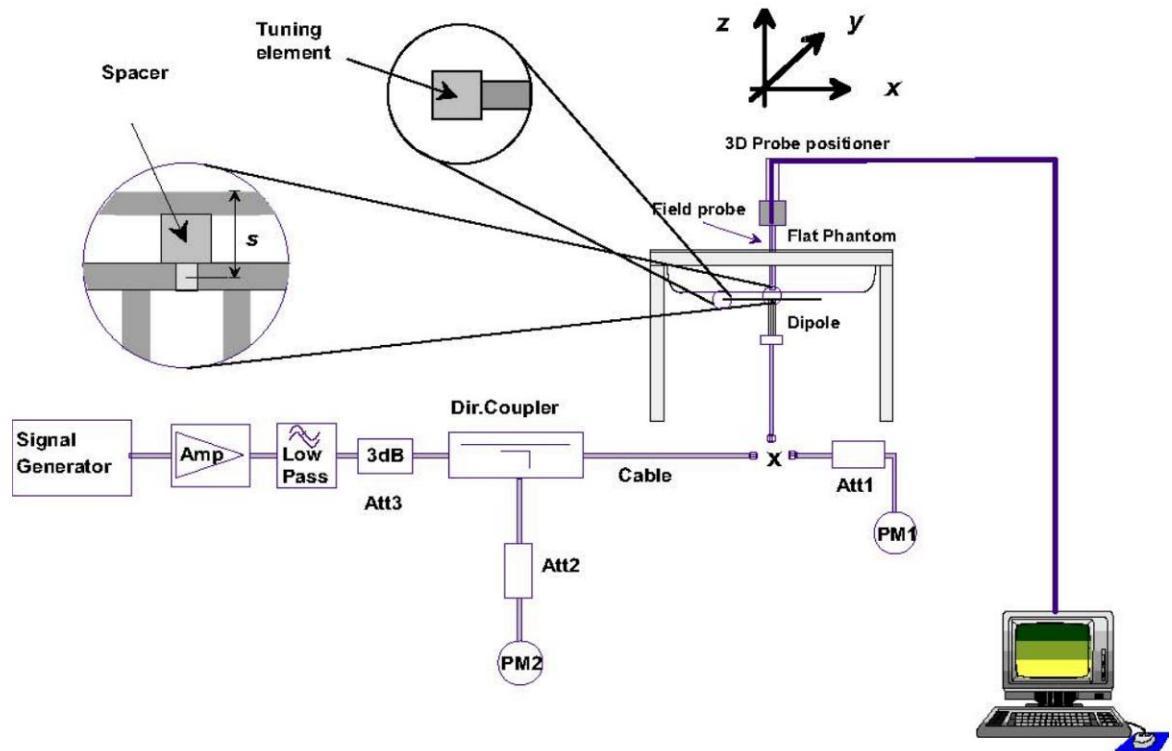 Tuning
element
Spacer
s
z
y
x
3D Probe positioner
Field probe
Flat Phantom
Dipole
Signal
Generator
Amp
Low
Pass
3dB
Att3
Dir.Coupler
Cable
x
Att1
PM1
Att2
PM2